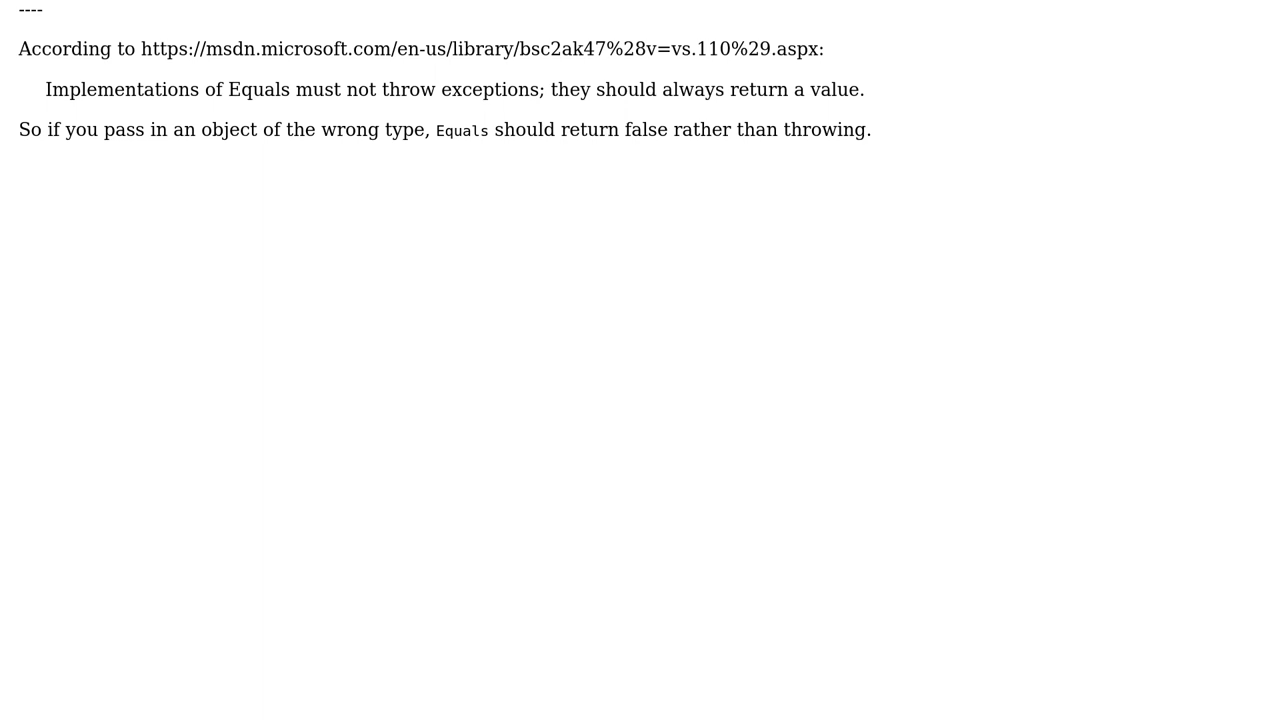 ----
According to https://msdn.microsoft.com/en-us/library/bsc2ak47%28v=vs.110%29.aspx:
Implementations of Equals must not throw exceptions; they should always return a value.
So if you pass in an object of the wrong type, Equals should return false rather than throwing.